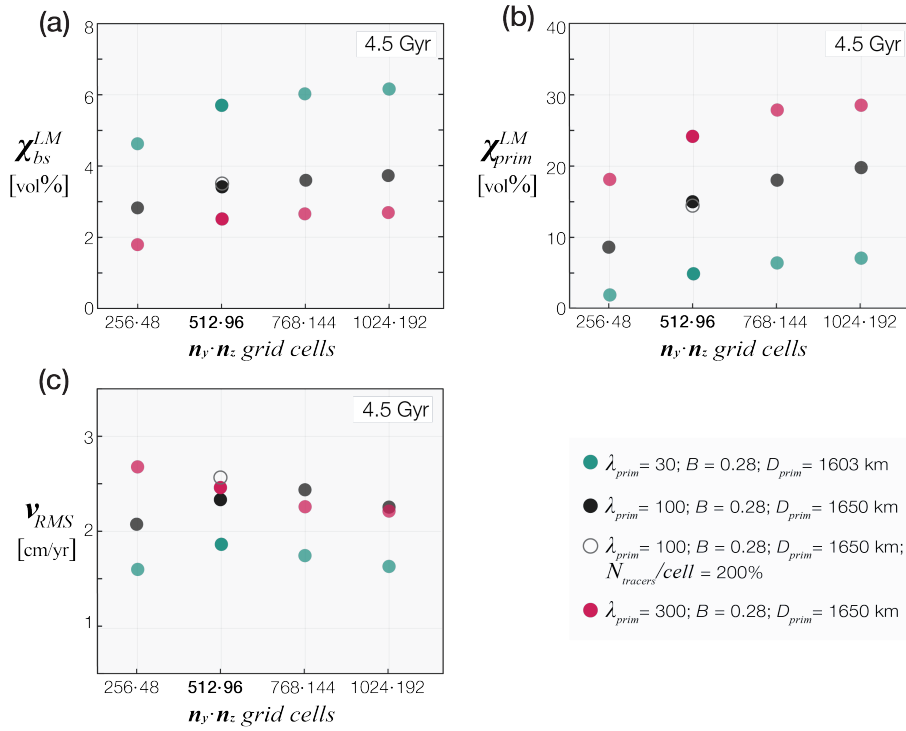 (a)
8
6
4
2
0
4.5 Gyr
χ_bs^LM
[vol%]
256·48 512·96 768·144 1024·192
n_y·n_z grid cells
(b)
40
30
20
10
0
4.5 Gyr
χ_prim^LM
[vol%]
256·48 512·96 768·144 1024·192
n_y·n_z grid cells
(c)
3
2
1
4.5 Gyr
v_RMS
[cm/yr]
256·48 512·96 768·144 1024·192
n_y·n_z grid cells
λ_prim= 30; B = 0.28; D_prim= 1603 km
λ_prim= 100; B = 0.28; D_prim= 1650 km
λ_prim= 100; B = 0.28; D_prim= 1650 km;
N_tracers/cell = 200%
λ_prim= 300; B = 0.28; D_prim= 1650 km